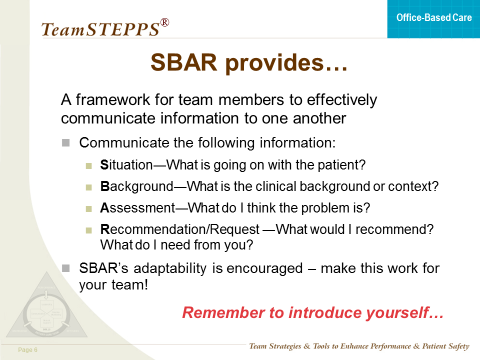 Office-Based Care
TeamSTEPPS®
SBAR provides…
A framework for team members to effectively
communicate information to one another
Communicate the following information:
Situation—What is going on with the patient?
Background—What is the clinical background or context?
Assessment—What do I think the problem is?
Recommendation/Request —What would I recommend?
What do I need from you?
SBAR’s adaptability is encouraged – make this work for
your team!
Remember to introduce yourself…
Team Strategies & Tools to Enhance Performance & Patient Safety